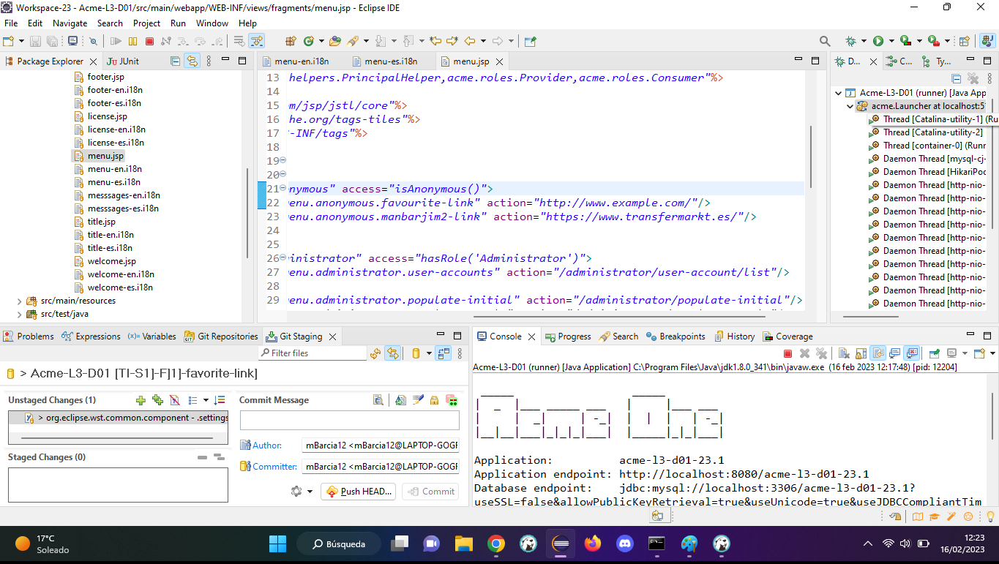 Workspace-23 - Acme-L3-D01/src/main/webapp/WEB-INF/views/fragments/menu.jsp - Eclipse IDE
File Edit Navigate Search Project Run Window Help
Package Explorer
JUnit
footer.jsp
footer-en.i18n
footer-es.i18n
license.jsp
license-en.i18n
license-es.i18n
menu.jsp
menu-en.i18n
menu-es.i18n
messsages-en.i18n
messsages-es.i18n
title.jsp
title-en.i18n
title-es.i18n
welcome.jsp
welcome-en.i18n
welcome-es.i18n
src/main/resources
src/test/java
menu-en.i18n
menu-es.i18n
menu.jsp
13 helpers.PrincipalHelper,acme.roles.Provider,acme.roles.Consumer"%>
14
15 m/jsp/jstl/core"%>
16 he.org/tags-tiles"%>
17 -INF/tags"%>
18
19
20
21 nymous" access="isAnonymous()">
22 menu.anonymous.favourite-link" action="http://www.example.com/"/>
23 menu.anonymous.manbarjim2-link" action="https://www.transfermarkt.es/"/>
24
25
26 inistrator" access="hasRole('Administrator')">
27 menu.administrator.user-accounts" action="/administrator/user-account/list"/>
28
29 menu.administrator.populate-initial" action="/administrator/populate-initial"/>
D...
C...
Ty...
Acme-L3-D01 (runner) [Java App
acme.Launcher at localhost:5
Thread [Catalina-utility-1] (Ru
Thread [Catalina-utility-2]
Thread [container-0] (Runr
Daemon Thread [mysql-cj-
Daemon Thread [HikariPoc
Daemon Thread [http-nio-
Daemon Thread [http-nio-
Daemon Thread [http-nio-
Daemon Thread [http-nio-
Daemon Thread [http-nio-
Daemon Thread [http-nio-
Daemon Thread [http-nio-
Daemon Thread [http-nio-
Daemon Thread [http-nio-
Daemon Thread [http-nio-
Problems
Expressions
(x)= Variables
Git Repositories
Git Staging
Filter files
> Acme-L3-D01 [TI-S1]-F]1]-favorite-link]
Unstaged Changes (1)
> org.eclipse.wst.common.component - .settings
Staged Changes (0)
Commit Message
Author: mBarcia12 <mBarcia12@LAPTOP-GOGF
Committer: mBarcia12 <mBarcia12@LAPTOP-GOGF
Push HEAD...
Commit
Console
Progress
Search
Breakpoints
History
Coverage
Acme-L3-D01 (runner) [Java Application] C:\Program Files\Java\jdk1.8.0_341\bin\javaw.exe (16 feb 2023 12:17:48) [pid: 12204]
Acme One
Application: acme-l3-d01-23.1
Application endpoint: http://localhost:8080/acme-l3-d01-23.1
Database endpoint: jdbc:mysql://localhost:3306/acme-l3-d01-23.1?
useSSL=false&allowPublicKeyRetrieval=true&useUnicode=true&useJDBCCompliantTim
17°C
Soleado
Búsqueda
12:23
16/02/2023